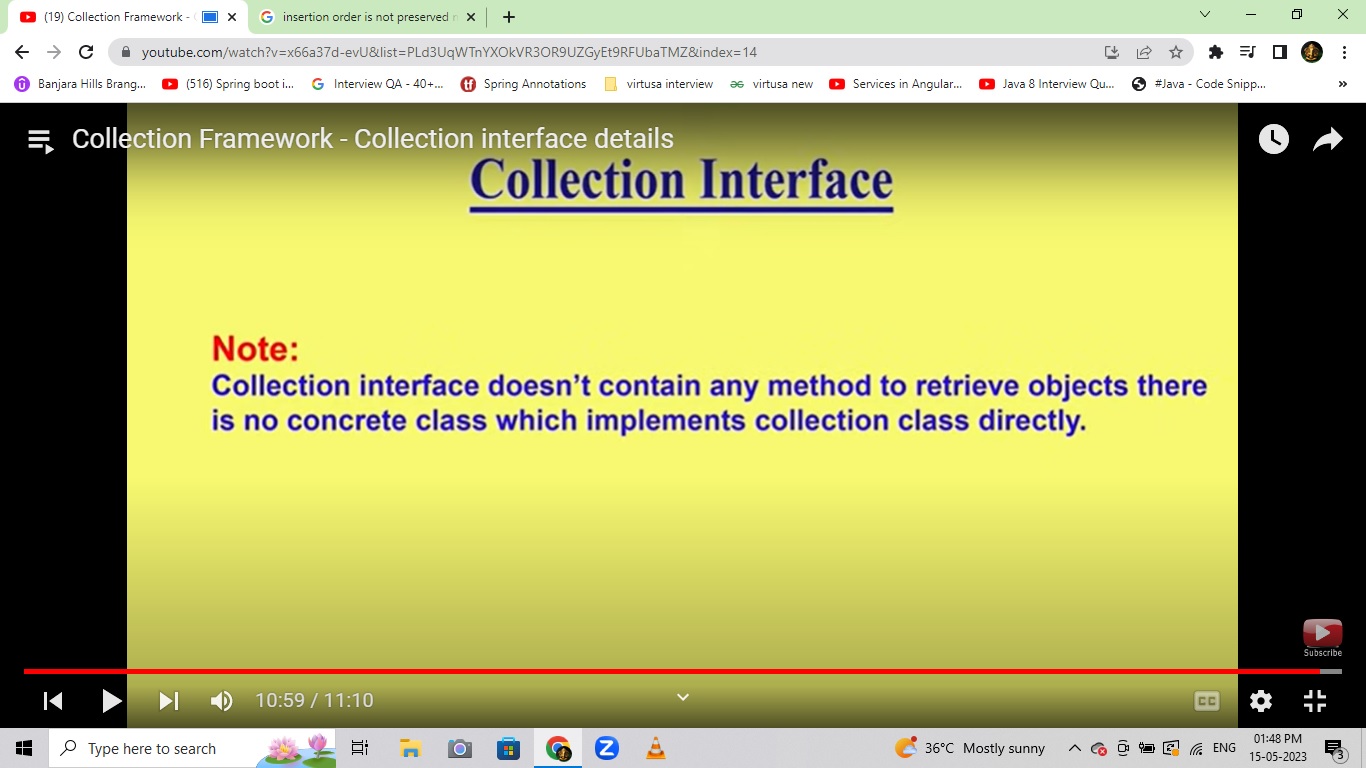 (19) Collection Framework -
insertion order is not preserved
youtube.com/watch?v=x66a37d-evU&list=PLd3UqWTnYXOkVR3OR9UZGyEt9RFUbaTMZ&index=14
Banjara Hills Brang... (516) Spring boot i... Interview QA - 40+... Spring Annotations virtusa interview virtusa new Services in Angular... Java 8 Interview Qu... #Java - Code Snipp... »
Collection Framework - Collection interface details
Collection Interface
Note:
Collection interface doesn't contain any method to retrieve objects there
is no concrete class which implements collection class directly.
Subscribe
10:59 / 11:10
CC
Type here to search
36°C Mostly sunny
ENG
01:48 PM
15-05-2023
3